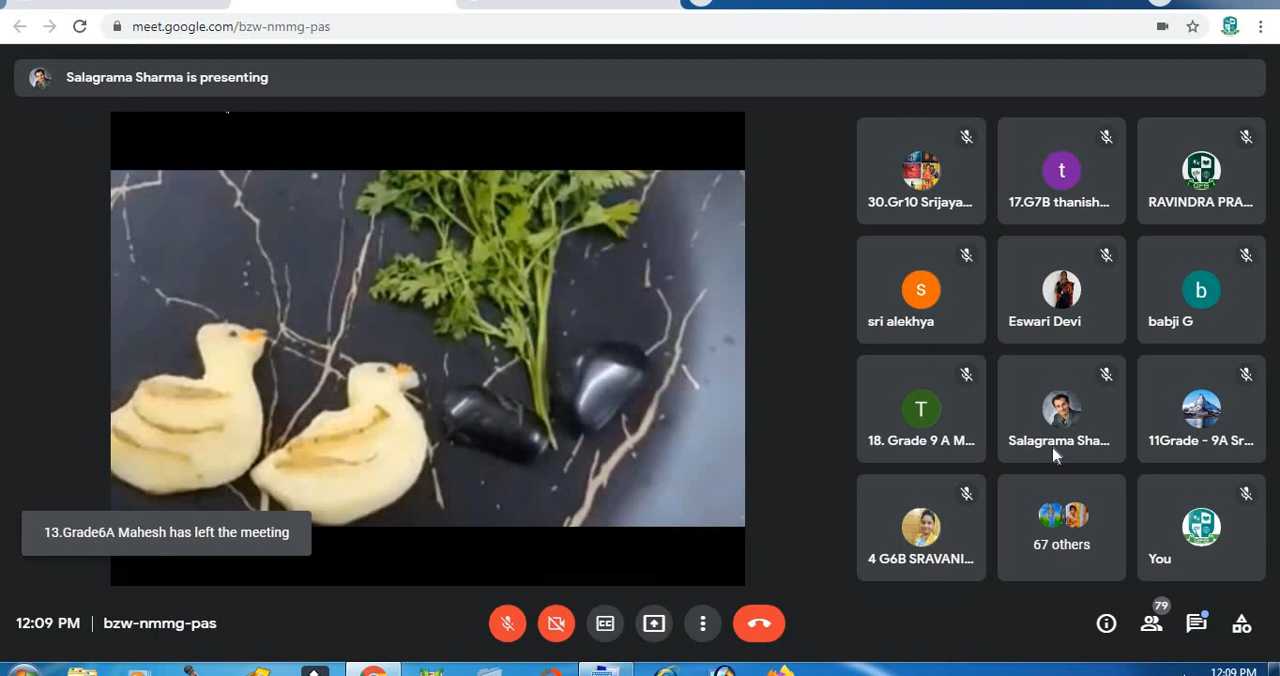 meet.google.com/bzw-nmmg-pas
Salagrama Sharma is presenting
30.Gr10 Srijaya...
t
17.G7B thanish...
RAVINDRA PRA...
s
sri alekhya
Eswari Devi
b
babji G
T
18. Grade 9 A M...
Salagrama Sha...
11Grade - 9A Sr...
4 G6B SRAVANI...
67 others
You
13.Grade6A Mahesh has left the meeting
12:09 PM | bzw-nmmg-pas
79
12:09 PM